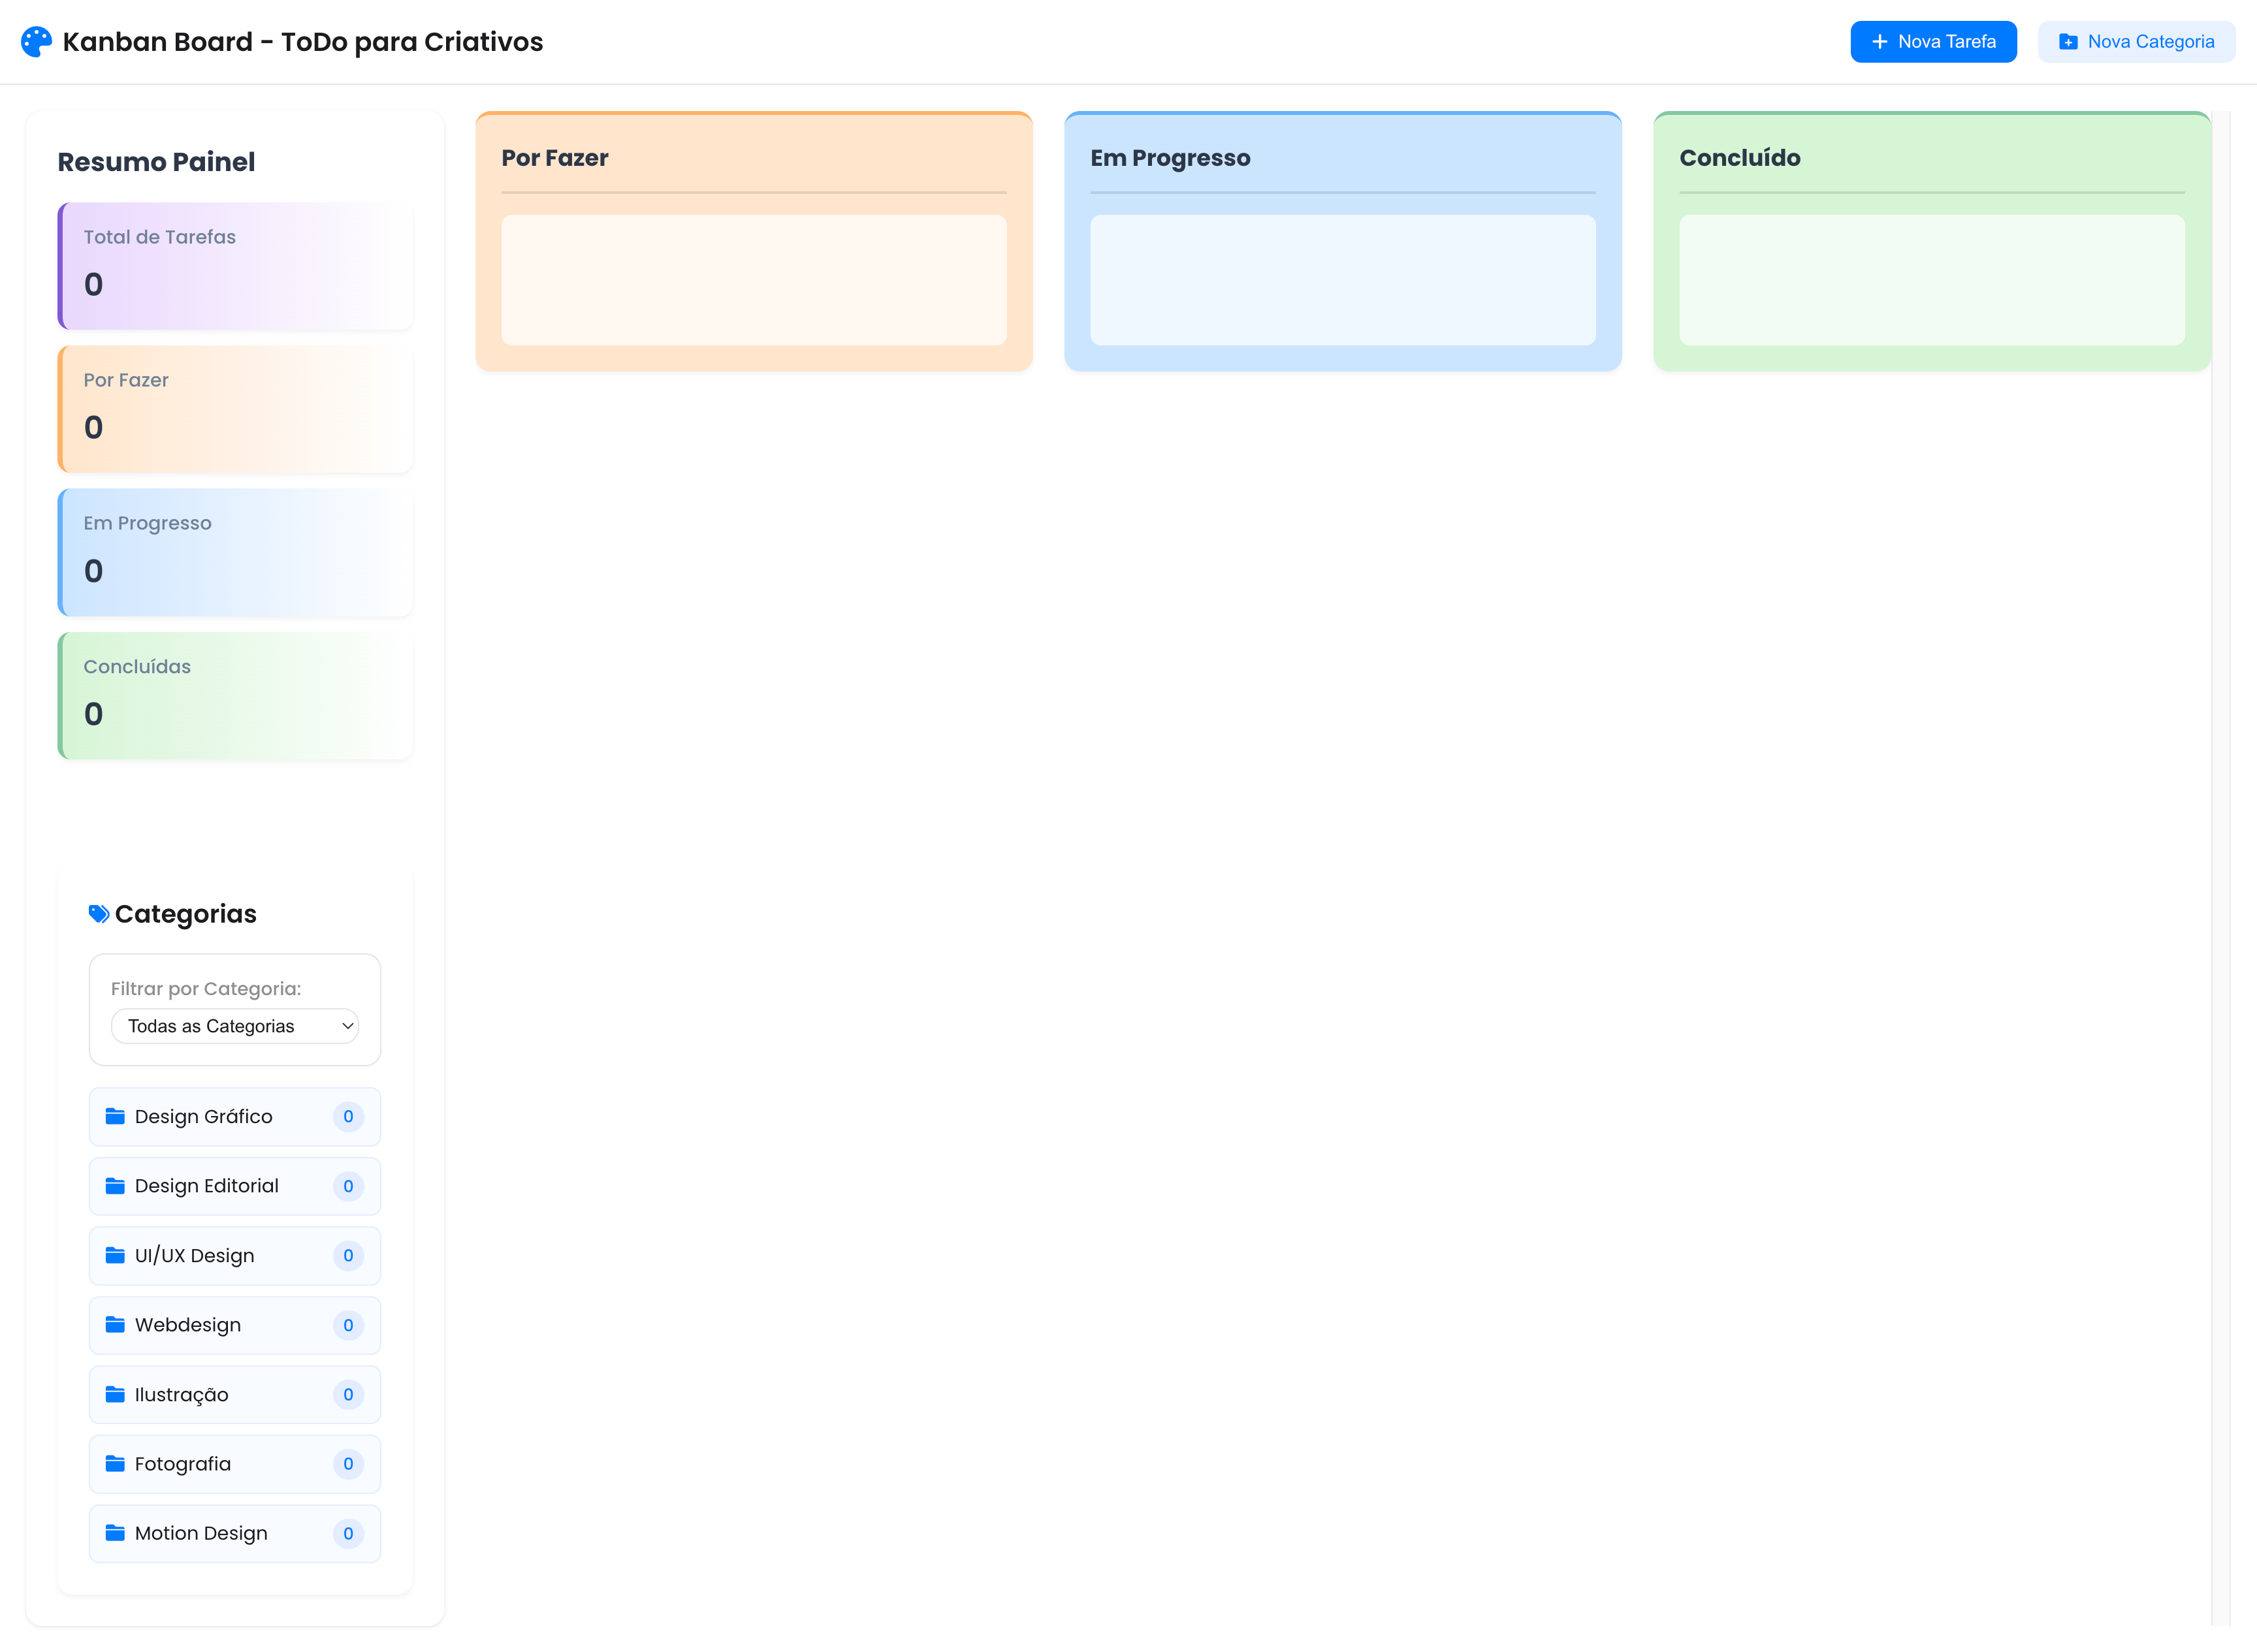 Kanban Board - ToDo para Criativos
Nova Tarefa
Nova Categoria
Resumo Painel
Total de Tarefas
0
Por Fazer
0
Em Progresso
0
Concluídas
0
Categorias
Filtrar por Categoria:
Todas as Categorias
Design Gráfico 0
Design Editorial 0
UI/UX Design 0
Webdesign 0
Ilustração 0
Fotografia 0
Motion Design 0
Por Fazer
Em Progresso
Concluído